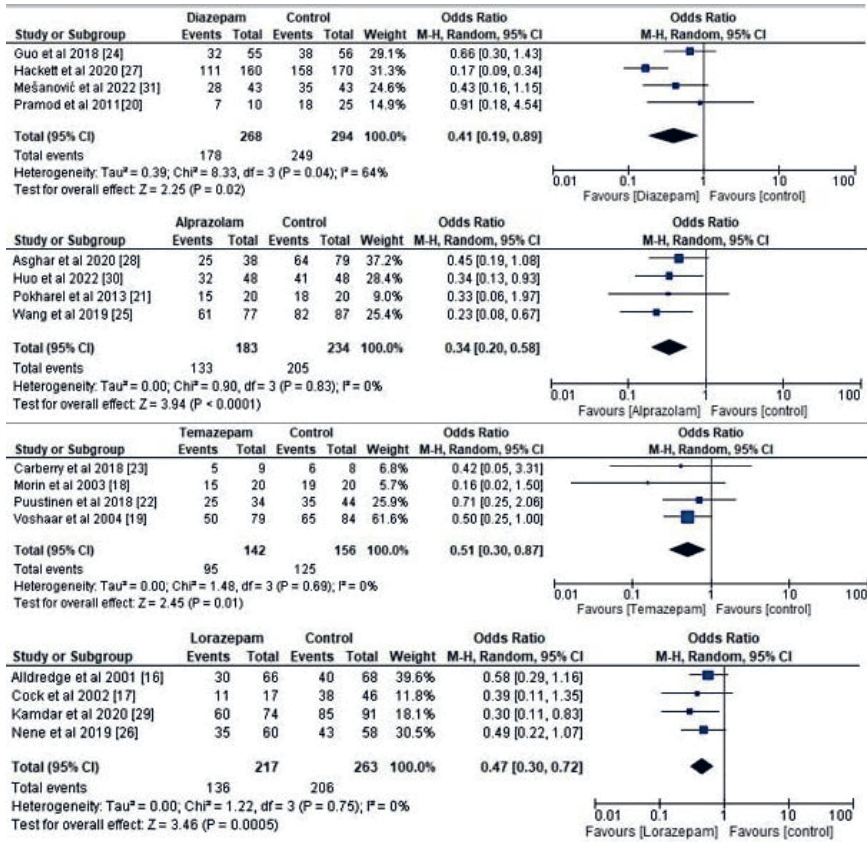 Diazepam Control Odds Ratio Odds Ratio
Study or Subgroup Events Total Events Total Weight M-H, Random, 95% CI M-H, Random, 95% CI
Guo et al 2018 [24] 32 55 38 56 29.1% 0.66 [0.30, 1.43]
Hackett et al 2020 [27] 111 160 158 170 31.3% 0.17 [0.09, 0.34]
Mešanović et al 2022 [31] 28 43 35 43 24.6% 0.43 [0.16, 1.15]
Pramod et al 2011[20] 7 10 18 25 14.9% 0.91 [0.18, 4.54]
Total (95% CI) 268 294 100.0% 0.41 [0.19, 0.89]
Total events 178 249
Heterogeneity: Tau² = 0.39; Chi² = 8.33, df = 3 (P = 0.04); I² = 64%
Test for overall effect: Z = 2.25 (P = 0.02)
0.01 0.1 1 10 100
Favours [Diazepam] Favours [control]
Alprazolam Control Odds Ratio Odds Ratio
Study or Subgroup Events Total Events Total Weight M-H, Random, 95% CI M-H, Random, 95% CI
Asghar et al 2020 [28] 25 38 64 79 37.2% 0.45 [0.19, 1.08]
Huo et al 2022 [30] 32 48 41 48 28.4% 0.34 [0.13, 0.93]
Pokharel et al 2013 [21] 15 20 18 20 9.0% 0.33 [0.06, 1.97]
Wang et al 2019 [25] 61 77 82 87 25.4% 0.23 [0.08, 0.67]
Total (95% CI) 183 234 100.0% 0.34 [0.20, 0.58]
Total events 133 205
Heterogeneity: Tau² = 0.00; Chi² = 0.90, df = 3 (P = 0.83); I² = 0%
Test for overall effect: Z = 3.94 (P < 0.0001)
0.01 0.1 1 10 100
Favours [Alprazolam] Favours [control]
Temazepam Control Odds Ratio Odds Ratio
Study or Subgroup Events Total Events Total Weight M-H, Random, 95% CI M-H, Random, 95% CI
Carberry et al 2018 [23] 5 9 6 8 6.8% 0.42 [0.05, 3.31]
Morin et al 2003 [18] 15 20 19 20 5.7% 0.16 [0.02, 1.50]
Puustinen et al 2018 [22] 25 34 35 44 25.9% 0.71 [0.25, 2.06]
Voshaar et al 2004 [19] 50 79 65 84 61.6% 0.50 [0.25, 1.00]
Total (95% CI) 142 156 100.0% 0.51 [0.30, 0.87]
Total events 95 125
Heterogeneity: Tau² = 0.00; Chi² = 1.48, df = 3 (P = 0.69); I² = 0%
Test for overall effect: Z = 2.45 (P = 0.01)
0.01 0.1 1 10 100
Favours [Temazepam] Favours [control]
Lorazepam Control Odds Ratio Odds Ratio
Study or Subgroup Events Total Events Total Weight M-H, Random, 95% CI M-H, Random, 95% CI
Alldredge et al 2001 [16] 30 66 40 68 39.6% 0.58 [0.29, 1.16]
Cock et al 2002 [17] 11 17 38 46 11.8% 0.39 [0.11, 1.35]
Kamdar et al 2020 [29] 60 74 85 91 18.1% 0.30 [0.11, 0.83]
Nene et al 2019 [26] 35 60 43 58 30.5% 0.49 [0.22, 1.07]
Total (95% CI) 217 263 100.0% 0.47 [0.30, 0.72]
Total events 136 206
Heterogeneity: Tau² = 0.00; Chi² = 1.22, df = 3 (P = 0.75); I² = 0%
Test for overall effect: Z = 3.46 (P = 0.0005)
0.01 0.1 1 10 100
Favours [Lorazepam] Favours [control]